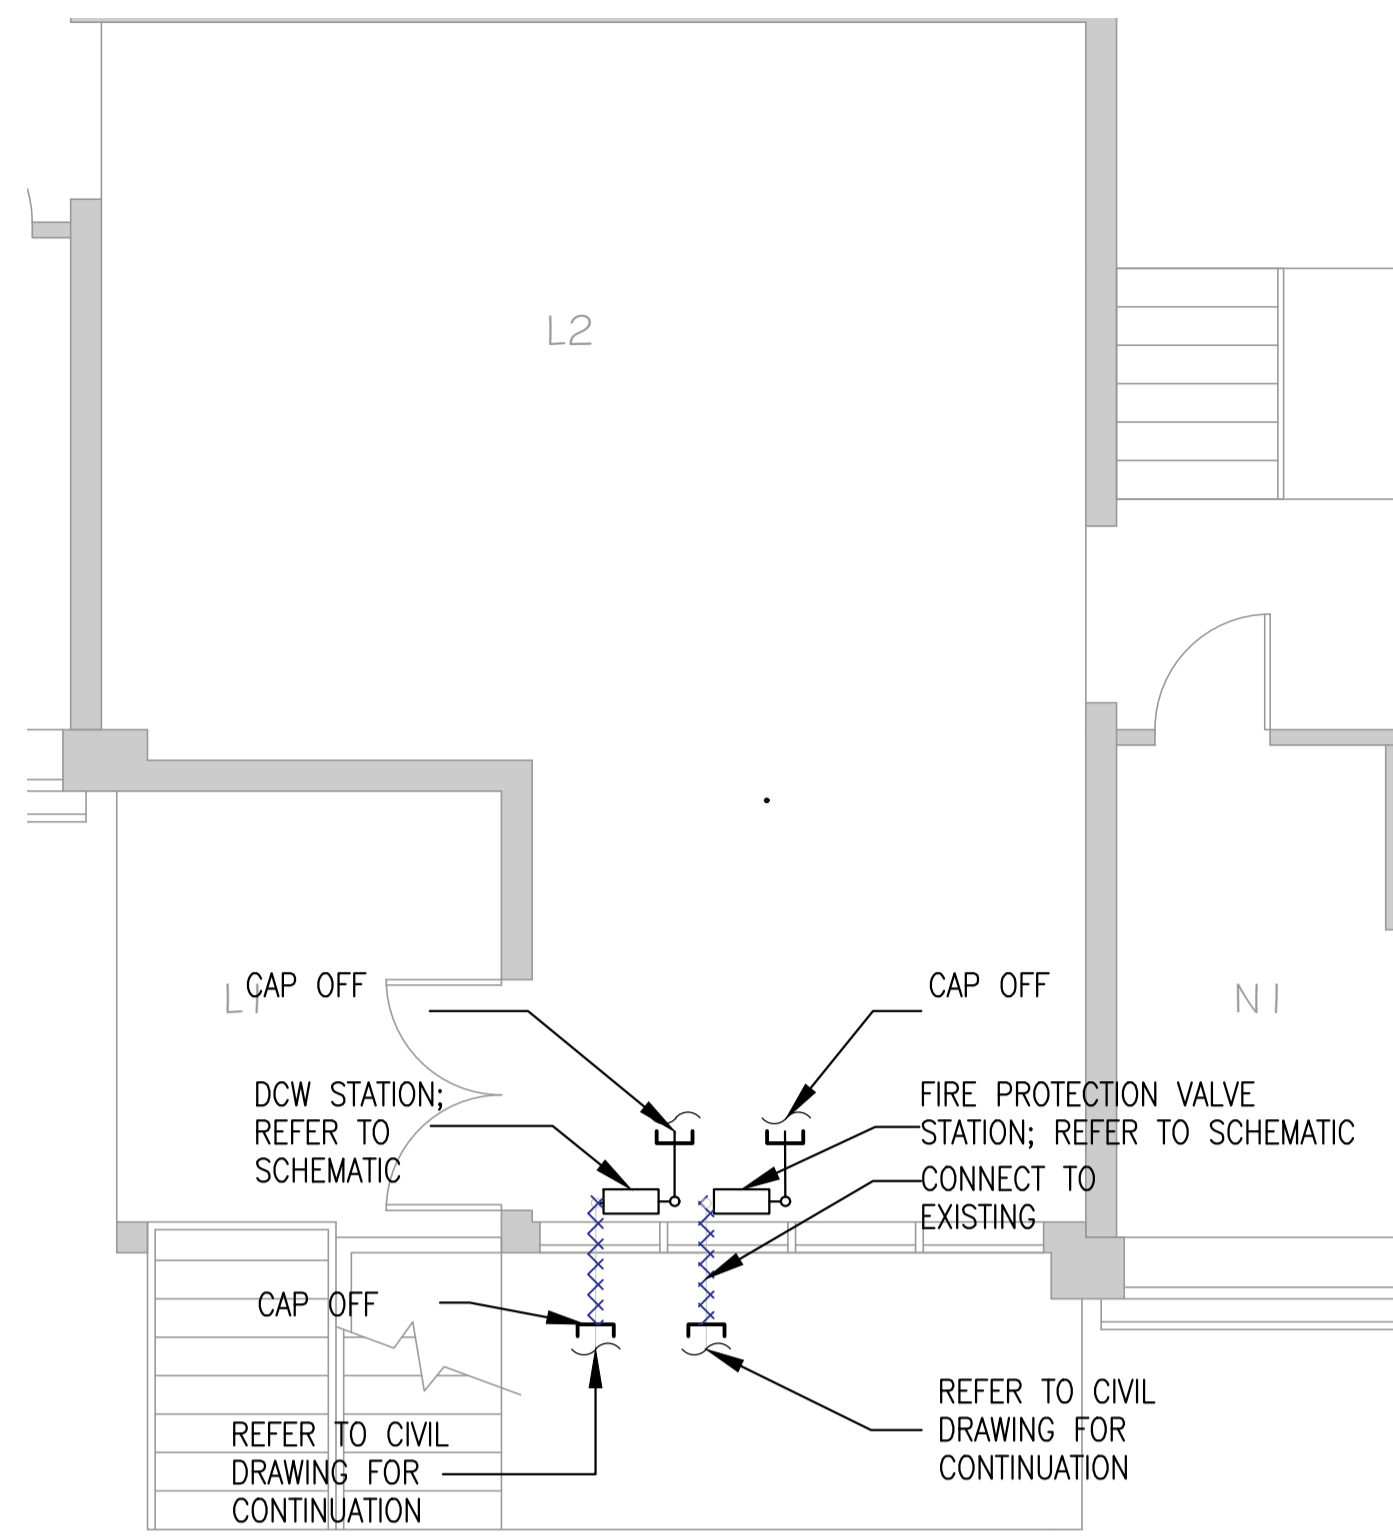 L2
CAP OFF
L1
CAP OFF
N1
DCW STATION;
REFER TO
SCHEMATIC
FIRE PROTECTION VALVE
STATION; REFER TO SCHEMATIC
CONNECT TO
EXISTING
CAP OFF
REFER TO CIVIL
DRAWING FOR
CONTINUATION
REFER TO CIVIL
DRAWING FOR
CONTINUATION